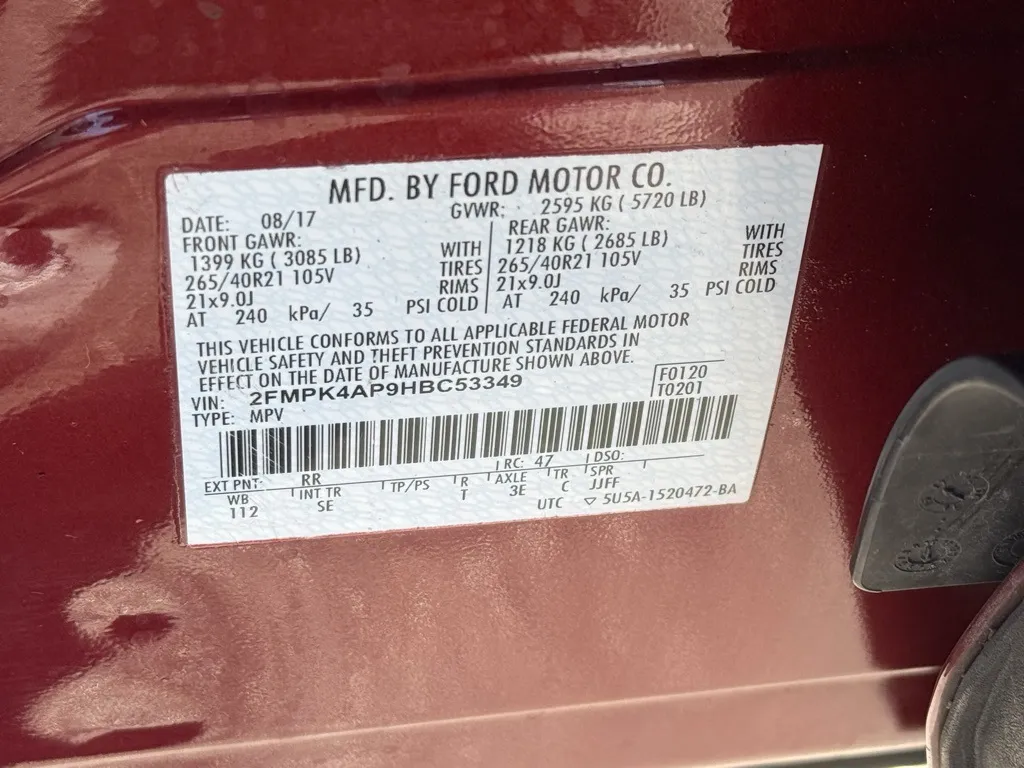 MFD. BY FORD MOTOR CO.
DATE: 08/17 GVWR: 2595 KG ( 5720 LB)
FRONT GAWR: REAR GAWR:
1399 KG ( 3085 LB) WITH 1218 KG ( 2685 LB) WITH
265/40R21 105V TIRES 265/40R21 105V TIRES
21x9.0J RIMS 21x9.0J RIMS
AT 240 kPa/ 35 PSI COLD AT 240 kPa/ 35 PSI COLD
THIS VEHICLE CONFORMS TO ALL APPLICABLE FEDERAL MOTOR
VEHICLE SAFETY AND THEFT PREVENTION STANDARDS IN
EFFECT ON THE DATE OF MANUFACTURE SHOWN ABOVE.
VIN: 2FMPK4AP9HBC53349 F0120
TYPE: MPV T0201
EXT PNT: RR RC: 47 DSO:
WB INT TR TP/PS R AXLE TR SPR
112 SE T 3E C JJFF
UTC ▽ 5U5A-1520472-BA